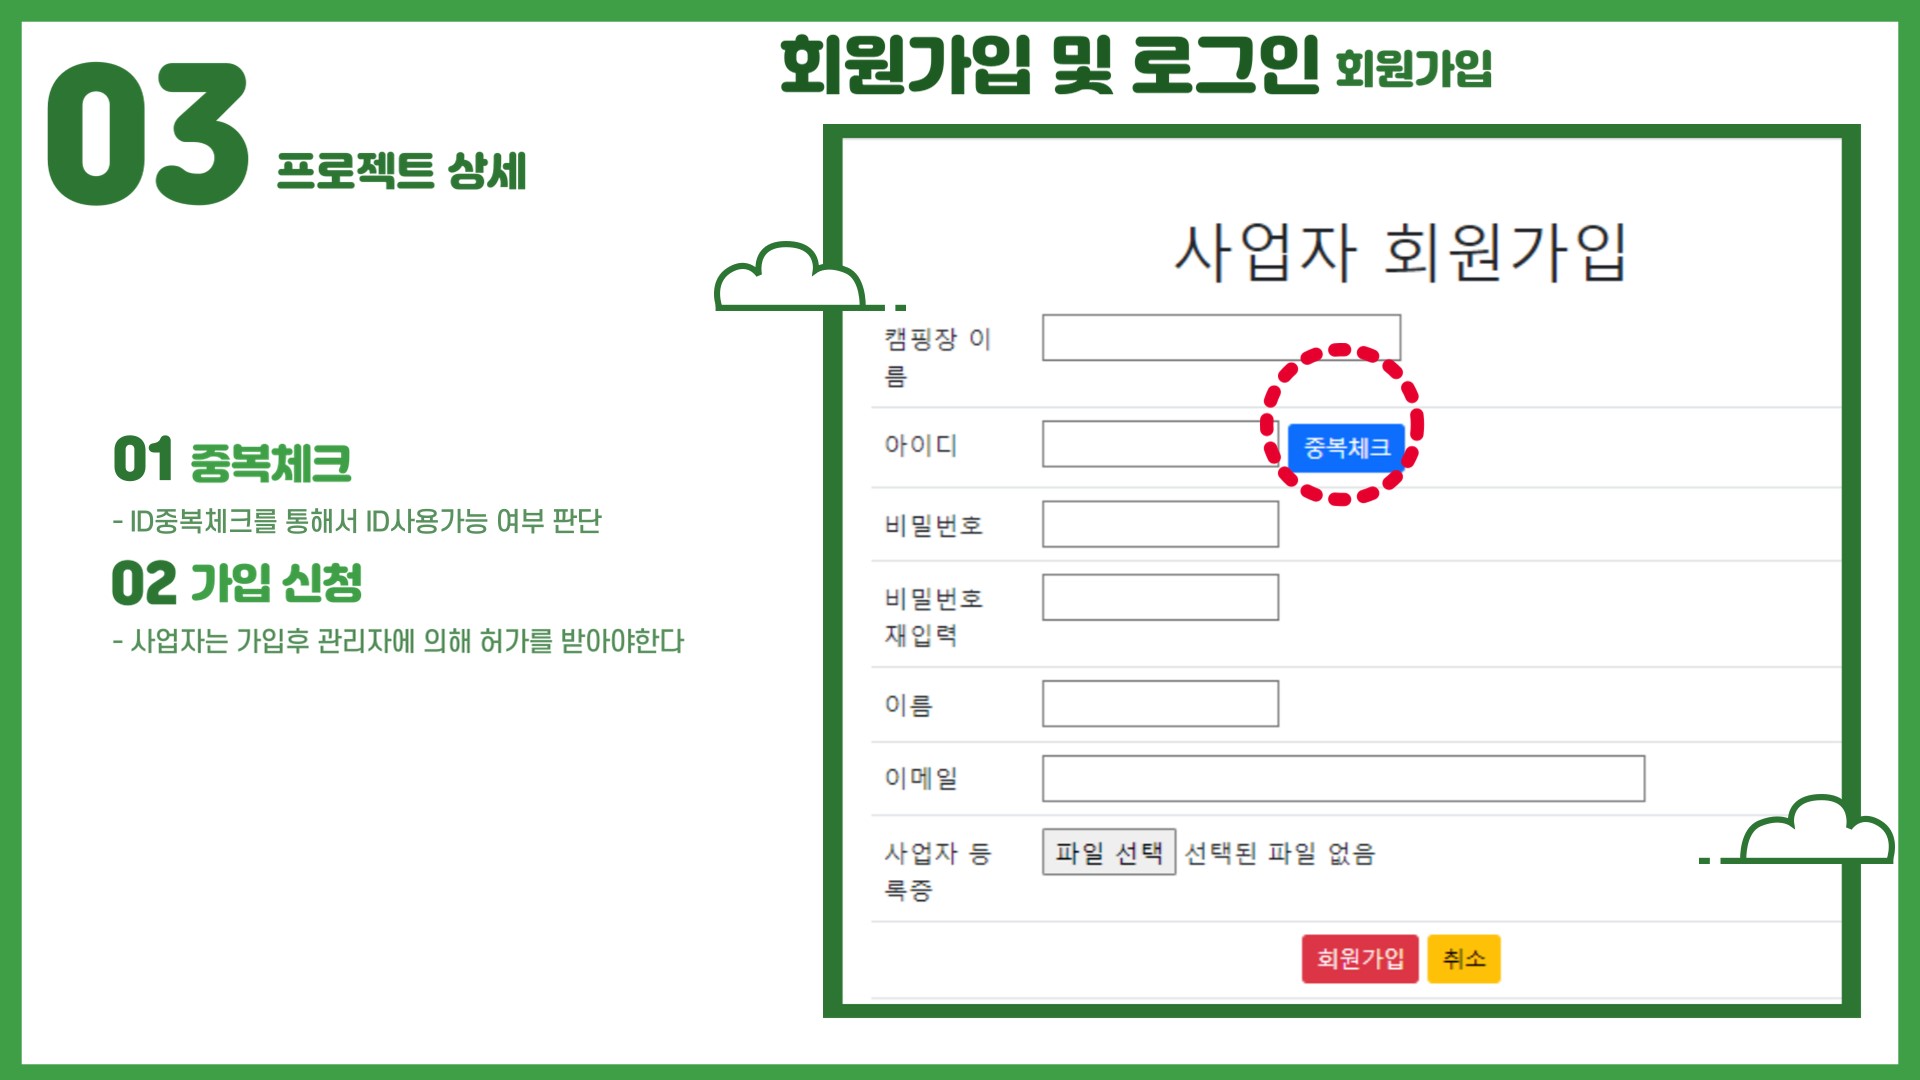 03 프로젝트 상세
회원가입 및 로그인 회원가입
01 중복체크
- ID중복체크를 통해서 ID사용가능 여부 판단
02 가입 신청
- 사업자는 가입후 관리자에 의해 허가를 받아야한다
사업자 회원가입
캠핑장 이
름
아이디
중복체크
비밀번호
비밀번호
재입력
이름
이메일
사업자 등
록증
파일 선택 선택된 파일 없음
회원가입 취소